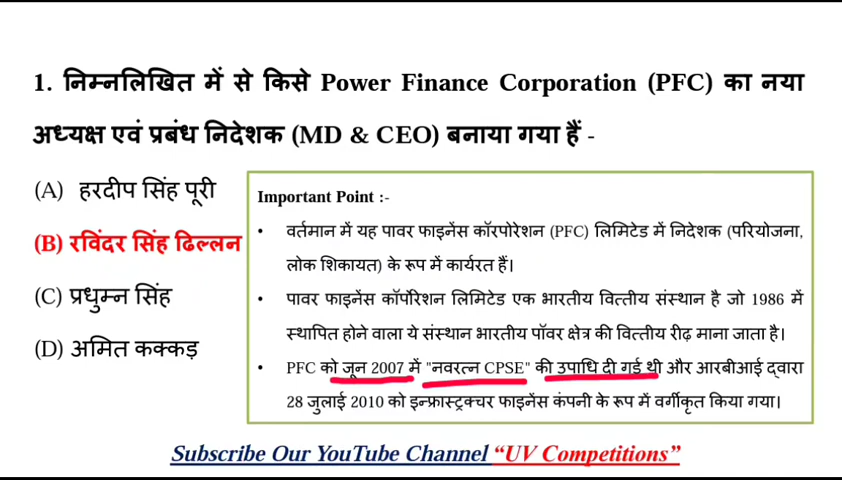 1. निम्नलिखित में से किसे Power Finance Corporation (PFC) का नया
अध्यक्ष एवं प्रबंध निदेशक (MD & CEO) बनाया गया हैं -
(A) हरदीप सिंह पूरी
(B) रविंदर सिंह ढिल्लन
(C) प्रधुम्न सिंह
(D) अमित कक्कड़
Important Point :-
• वर्तमान में यह पावर फाइनेंस कॉरपोरेशन (PFC) लिमिटेड में निदेशक (परियोजना,
लोक शिकायत) के रूप में कार्यरत हैं।
• पावर फाइनेंस कॉर्पोरेशन लिमिटेड एक भारतीय वित्तीय संस्थान है जो 1986 में
स्थापित होने वाला ये संस्थान भारतीय पॉवर क्षेत्र की वित्तीय रीढ़ माना जाता है।
• PFC को जून 2007 में "नवरत्न CPSE" की उपाधि दी गई थी और आरबीआई द्वारा
28 जुलाई 2010 को इन्फ्रास्ट्रक्चर फाइनेंस कंपनी के रूप में वर्गीकृत किया गया।
Subscribe Our YouTube Channel “UV Competitions”